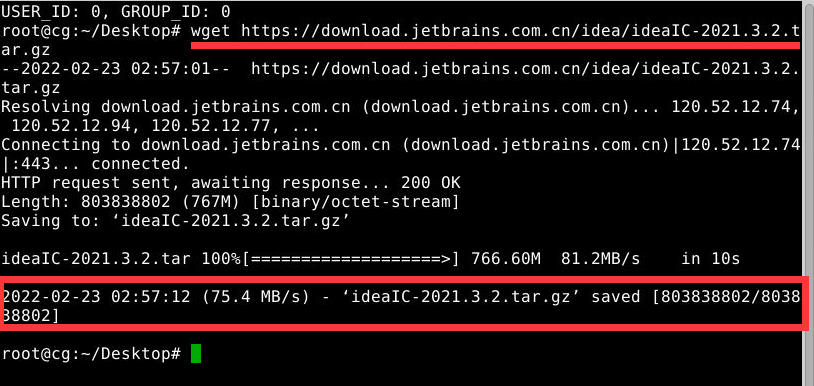 USER_ID: 0, GROUP_ID: 0
root@cg:~/Desktop# wget https://download.jetbrains.com.cn/idea/ideaIC-2021.3.2.t
ar.gz
--2022-02-23 02:57:01--  https://download.jetbrains.com.cn/idea/ideaIC-2021.3.2.
tar.gz
Resolving download.jetbrains.com.cn (download.jetbrains.com.cn)... 120.52.12.74,
 120.52.12.94, 120.52.12.77, ...
Connecting to download.jetbrains.com.cn (download.jetbrains.com.cn)|120.52.12.74
|:443... connected.
HTTP request sent, awaiting response... 200 OK
Length: 803838802 (767M) [binary/octet-stream]
Saving to: ‘ideaIC-2021.3.2.tar.gz’
ideaIC-2021.3.2.tar 100%[===================>] 766.60M  81.2MB/s    in 10s
2022-02-23 02:57:12 (75.4 MB/s) - ‘ideaIC-2021.3.2.tar.gz’ saved [803838802/8038
38802]
root@cg:~/Desktop#